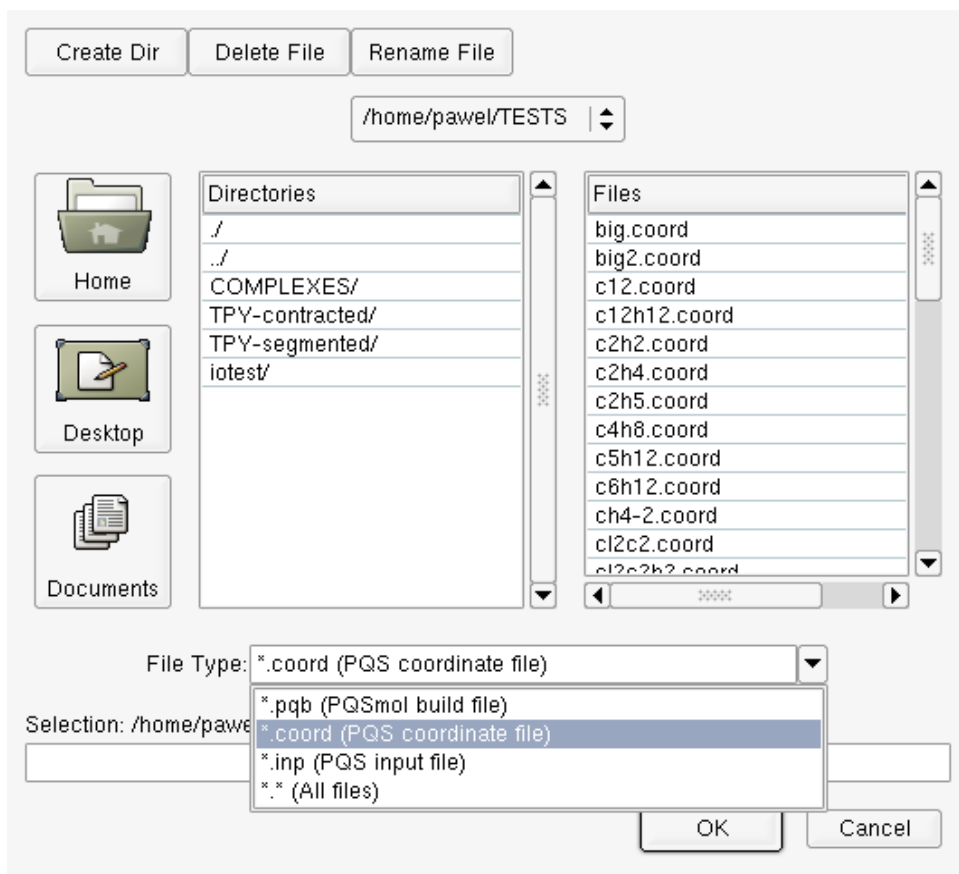 Create Dir
Delete File
Rename File
/home/pawel/TESTS
Home
Desktop
Documents
Directories
./
../
COMPLEXES/
TPY-contracted/
TPY-segmented/
iotest/
Files
big.coord
big2.coord
c12.coord
c12h12.coord
c2h2.coord
c2h4.coord
c2h5.coord
c4h8.coord
c5h12.coord
c6h12.coord
ch4-2.coord
cl2c2.coord
cl2c2h2.coord
File Type: *.coord (PQS coordinate file)
*.pqb (PQSmol build file)
*.coord (PQS coordinate file)
*.inp (PQS input file)
*.* (All files)
Selection: /home/pawe
OK
Cancel